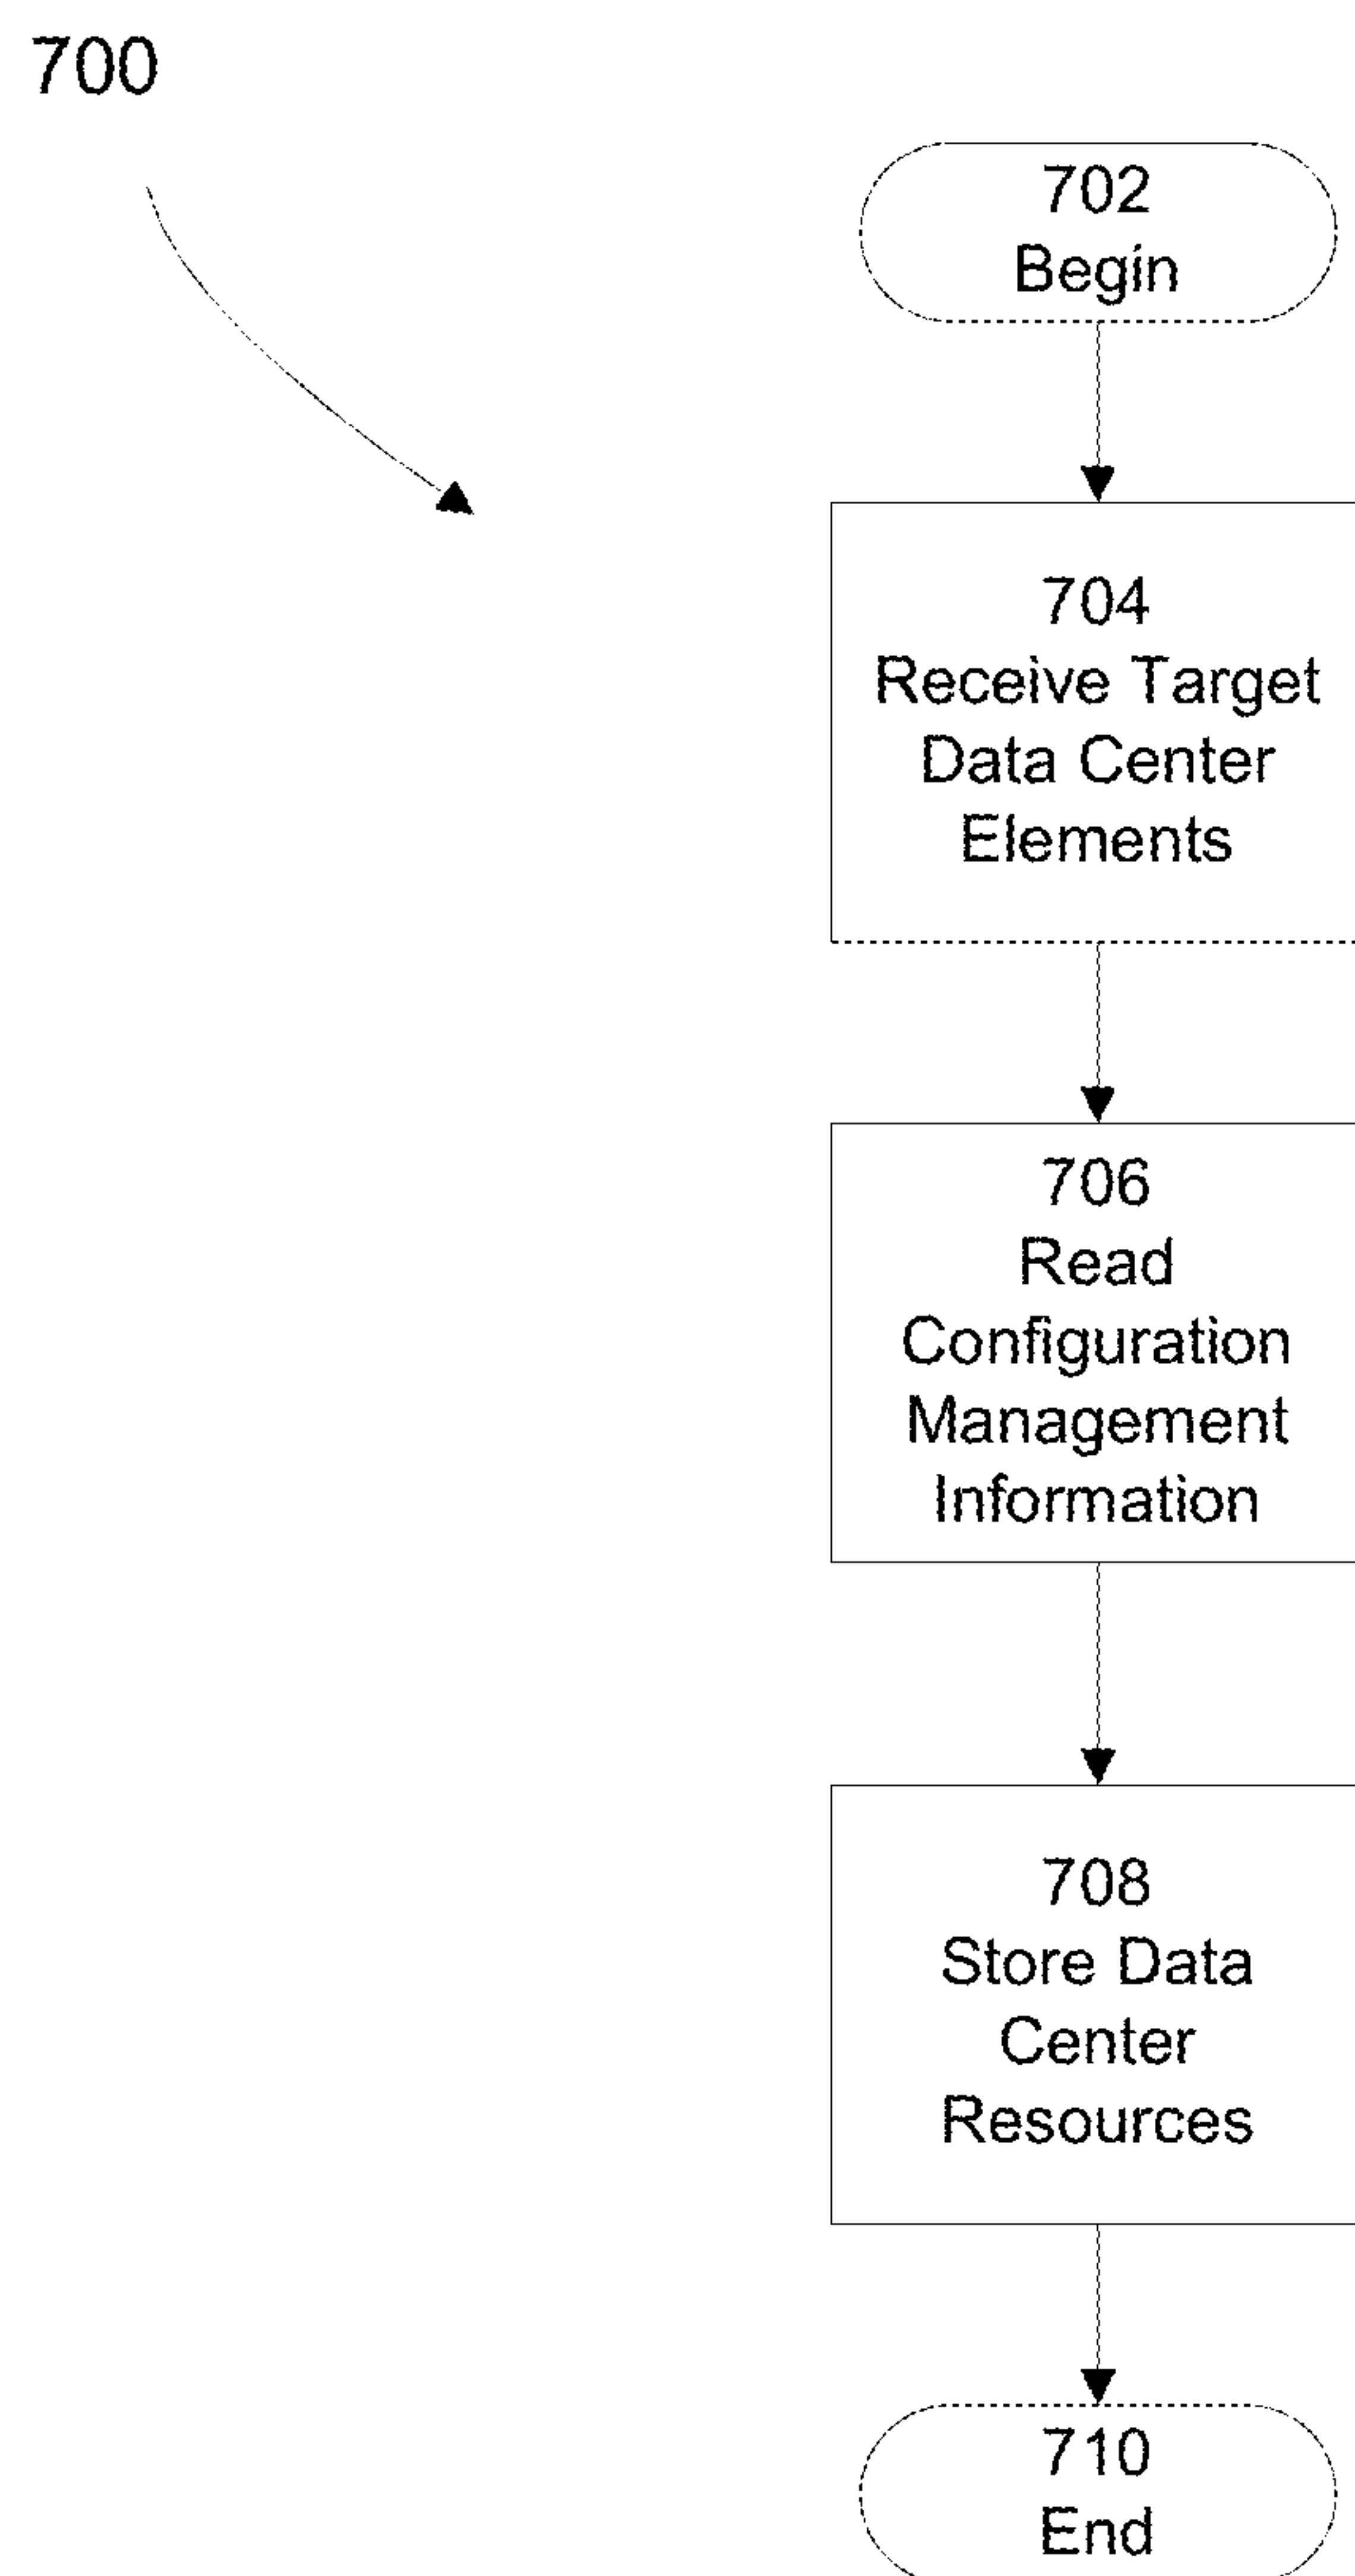 700
702
Begin
704
Receive Target
Data Center
Elements
706
Read
Configuration
Management
Information
708
Store Data
Center
Resources
710
End